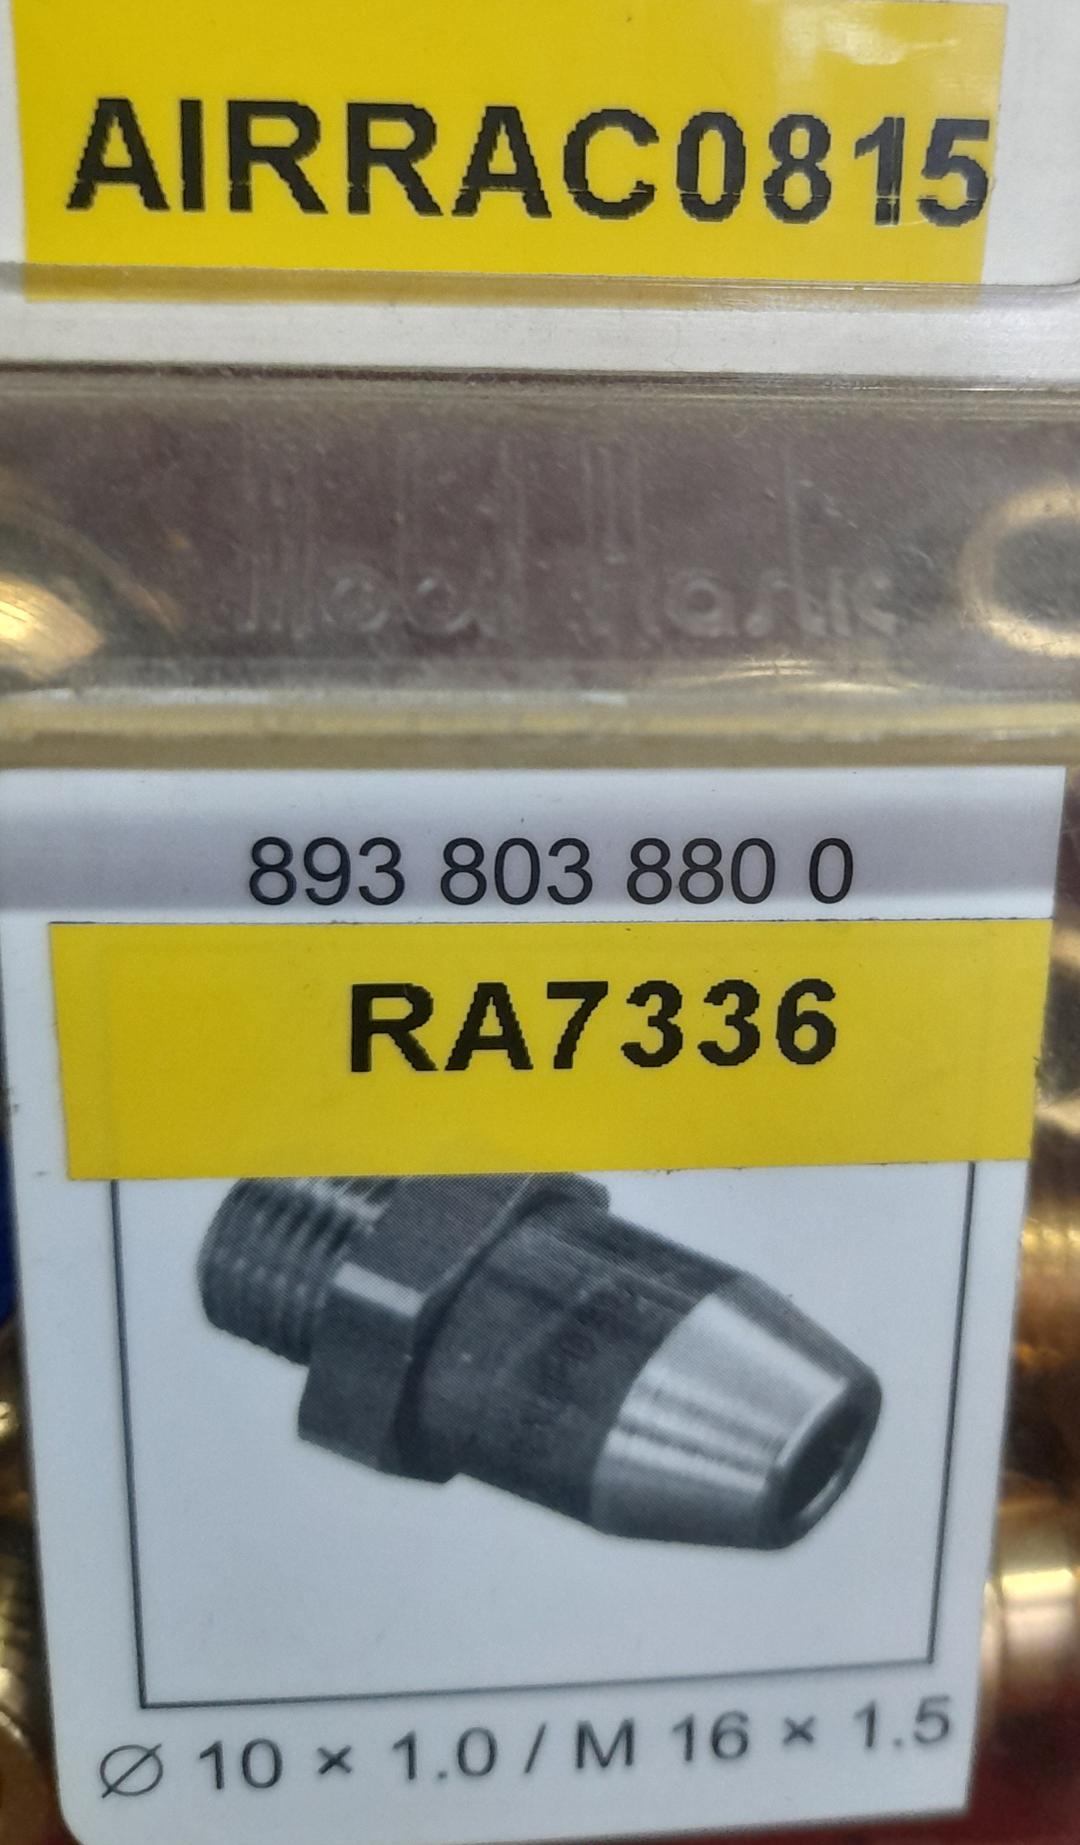 AIRRAC0815
893 803 880 0
RA7336
Ø 10 × 1.0 / M 16 × 1.5